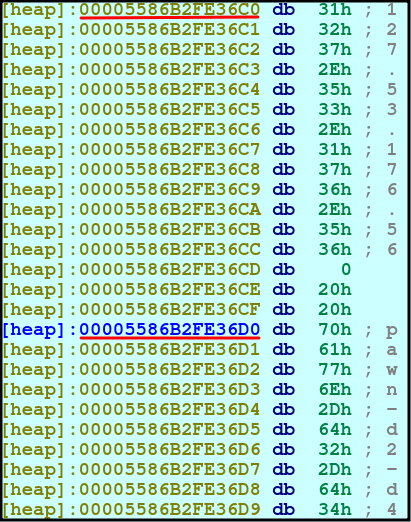 [heap]:00005586B2FE36C0 db 31h ; 1
[heap]:00005586B2FE36C1 db 32h ; 2
[heap]:00005586B2FE36C2 db 37h ; 7
[heap]:00005586B2FE36C3 db 2Eh ; .
[heap]:00005586B2FE36C4 db 35h ; 5
[heap]:00005586B2FE36C5 db 33h ; 3
[heap]:00005586B2FE36C6 db 2Eh ; .
[heap]:00005586B2FE36C7 db 31h ; 1
[heap]:00005586B2FE36C8 db 37h ; 7
[heap]:00005586B2FE36C9 db 36h ; 6
[heap]:00005586B2FE36CA db 2Eh ; .
[heap]:00005586B2FE36CB db 35h ; 5
[heap]:00005586B2FE36CC db 36h ; 6
[heap]:00005586B2FE36CD db 0
[heap]:00005586B2FE36CE db 20h
[heap]:00005586B2FE36CF db 20h
[heap]:00005586B2FE36D0 db 70h ; p
[heap]:00005586B2FE36D1 db 61h ; a
[heap]:00005586B2FE36D2 db 77h ; w
[heap]:00005586B2FE36D3 db 6Eh ; n
[heap]:00005586B2FE36D4 db 2Dh ; -
[heap]:00005586B2FE36D5 db 64h ; d
[heap]:00005586B2FE36D6 db 32h ; 2
[heap]:00005586B2FE36D7 db 2Dh ; -
[heap]:00005586B2FE36D8 db 64h ; d
[heap]:00005586B2FE36D9 db 34h ; 4